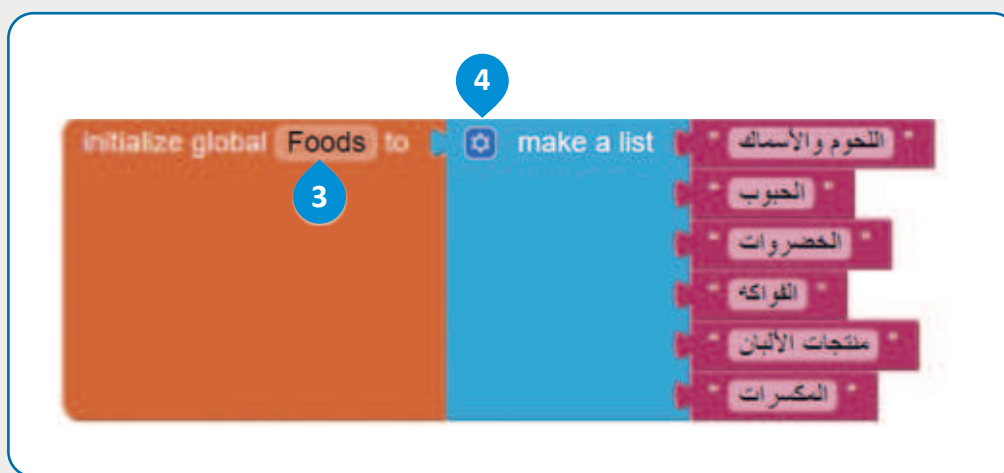 4
initialize global Foods to make a list " اللحوم والأسماك "
3
" الحبوب "
" الخضروات "
" الفواكه "
" منتجات الألبان "
" المكسرات "